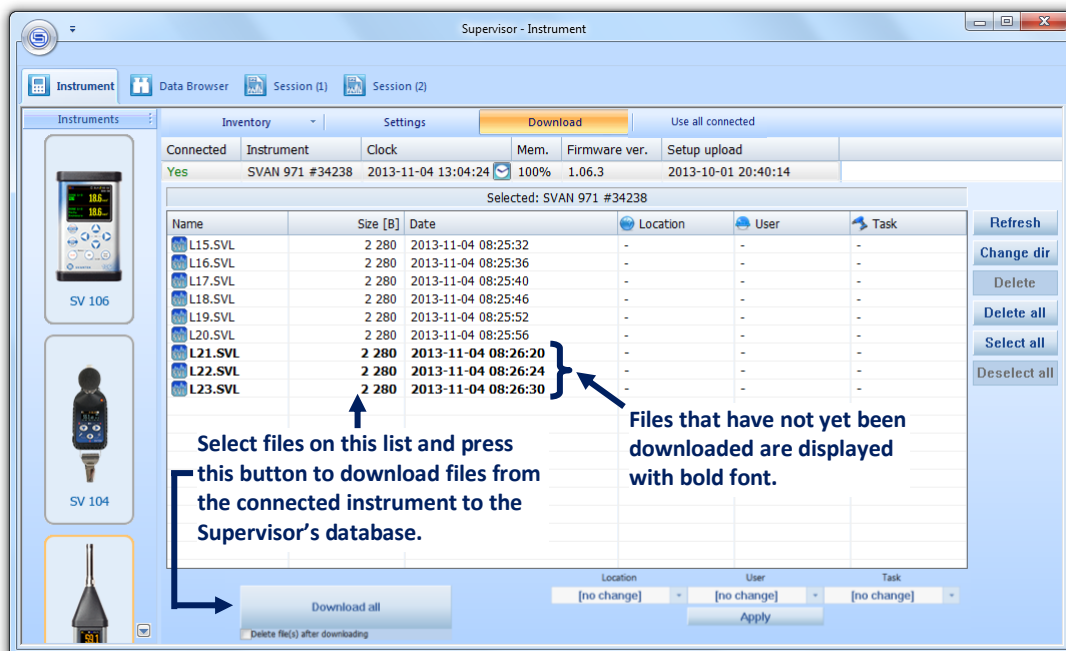 Supervisor - Instrument
Instrument Data Browser Session (1) Session (2)
Instruments
Inventory Settings Download Use all connected
Connected Instrument Clock Mem. Firmware ver. Setup upload
Yes SVAN 971 #34238 2013-11-04 13:04:24 100% 1.06.3 2013-10-01 20:40:14
Selected: SVAN 971 #34238
Name Size [B] Date Location User Task
L15.SVL 2 280 2013-11-04 08:25:32 - - -
L16.SVL 2 280 2013-11-04 08:25:36 - - -
L17.SVL 2 280 2013-11-04 08:25:40 - - -
L18.SVL 2 280 2013-11-04 08:25:46 - - -
L19.SVL 2 280 2013-11-04 08:25:52 - - -
L20.SVL 2 280 2013-11-04 08:25:56 - - -
L21.SVL 2 280 2013-11-04 08:26:20 - - -
L22.SVL 2 280 2013-11-04 08:26:24 - - -
L23.SVL 2 280 2013-11-04 08:26:30 - - -
Refresh
Change dir
Delete
Delete all
Select all
Deselect all
18.6
18.6
SV 106
SV 104
59.1
Select files on this list and press
this button to download files from
the connected instrument to the
Supervisor's database.
Files that have not yet been
downloaded are displayed
with bold font.
Location User Task
[no change] [no change] [no change]
Apply
Download all
Delete file(s) after downloading